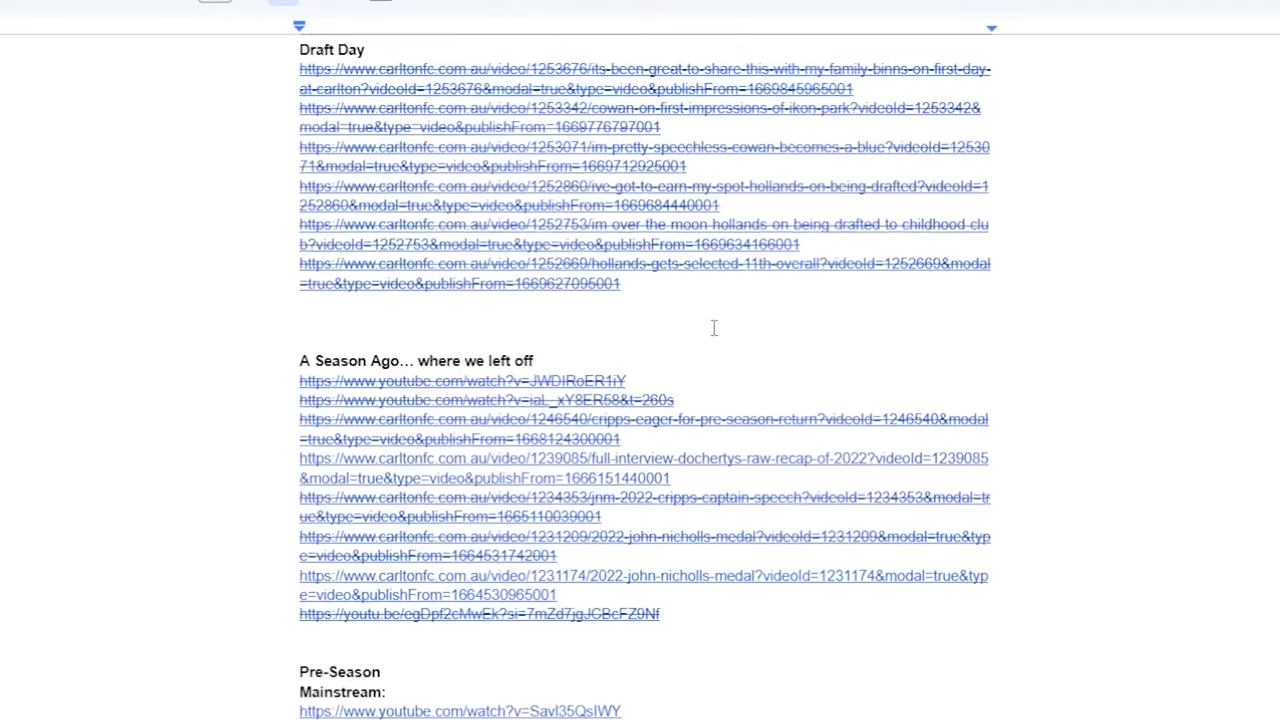 Draft Day
https://www.carltonfc.com.au/video/1253676/its-been-great-to-share-this-with-my-family-binns-on-first-day-
at-carlton?videoId=1253676&modal=true&type=video&publishFrom=1669845965001
https://www.carltonfc.com.au/video/1253342/cowan-on-first-impressions-of-ikon-park?videoId=1253342&
modal=true&type=video&publishFrom=1669776797001
https://www.carltonfc.com.au/video/1253071/im-pretty-speechless-cowan-becomes-a-blue?videoId=12530
71&modal=true&type=video&publishFrom=1669712925001
https://www.carltonfc.com.au/video/1252860/ive-got-to-earn-my-spot-hollands-on-being-drafted?videoId=1
252860&modal=true&type=video&publishFrom=1669684440001
https://www.carltonfc.com.au/video/1252753/im-over-the-moon-hollands-on-being-drafted-to-childhood-clu
b?videoId=1252753&modal=true&type=video&publishFrom=1669634166001
https://www.carltonfc.com.au/video/1252669/hollands-gets-selected-11th-overall?videoId=1252669&modal
=true&type=video&publishFrom=1669627095001
A Season Ago... where we left off
https://www.youtube.com/watch?v=JWDIRoER1iY
https://www.youtube.com/watch?v=iaL_xY8ER58&t=260s
https://www.carltonfc.com.au/video/1246540/cripps-eager-for-pre-season-return?videoId=1246540&modal
=true&type=video&publishFrom=1668124300001
https://www.carltonfc.com.au/video/1239085/full-interview-dochertys-raw-recap-of-2022?videoId=1239085
&modal=true&type=video&publishFrom=1666151440001
https://www.carltonfc.com.au/video/1234353/jnm-2022-cripps-captain-speech?videoId=1234353&modal=tr
ue&type=video&publishFrom=1665110039001
https://www.carltonfc.com.au/video/1231209/2022-john-nicholls-medal?videoId=1231209&modal=true&typ
e=video&publishFrom=1664531742001
https://www.carltonfc.com.au/video/1231174/2022-john-nicholls-medal?videoId=1231174&modal=true&typ
e=video&publishFrom=1664530965001
https://youtu.be/egDpf2cMwEk?si=7mZd7jgJCBcFZ9Nf
Pre-Season
Mainstream:
https://www.youtube.com/watch?v=SavI35QsIWY